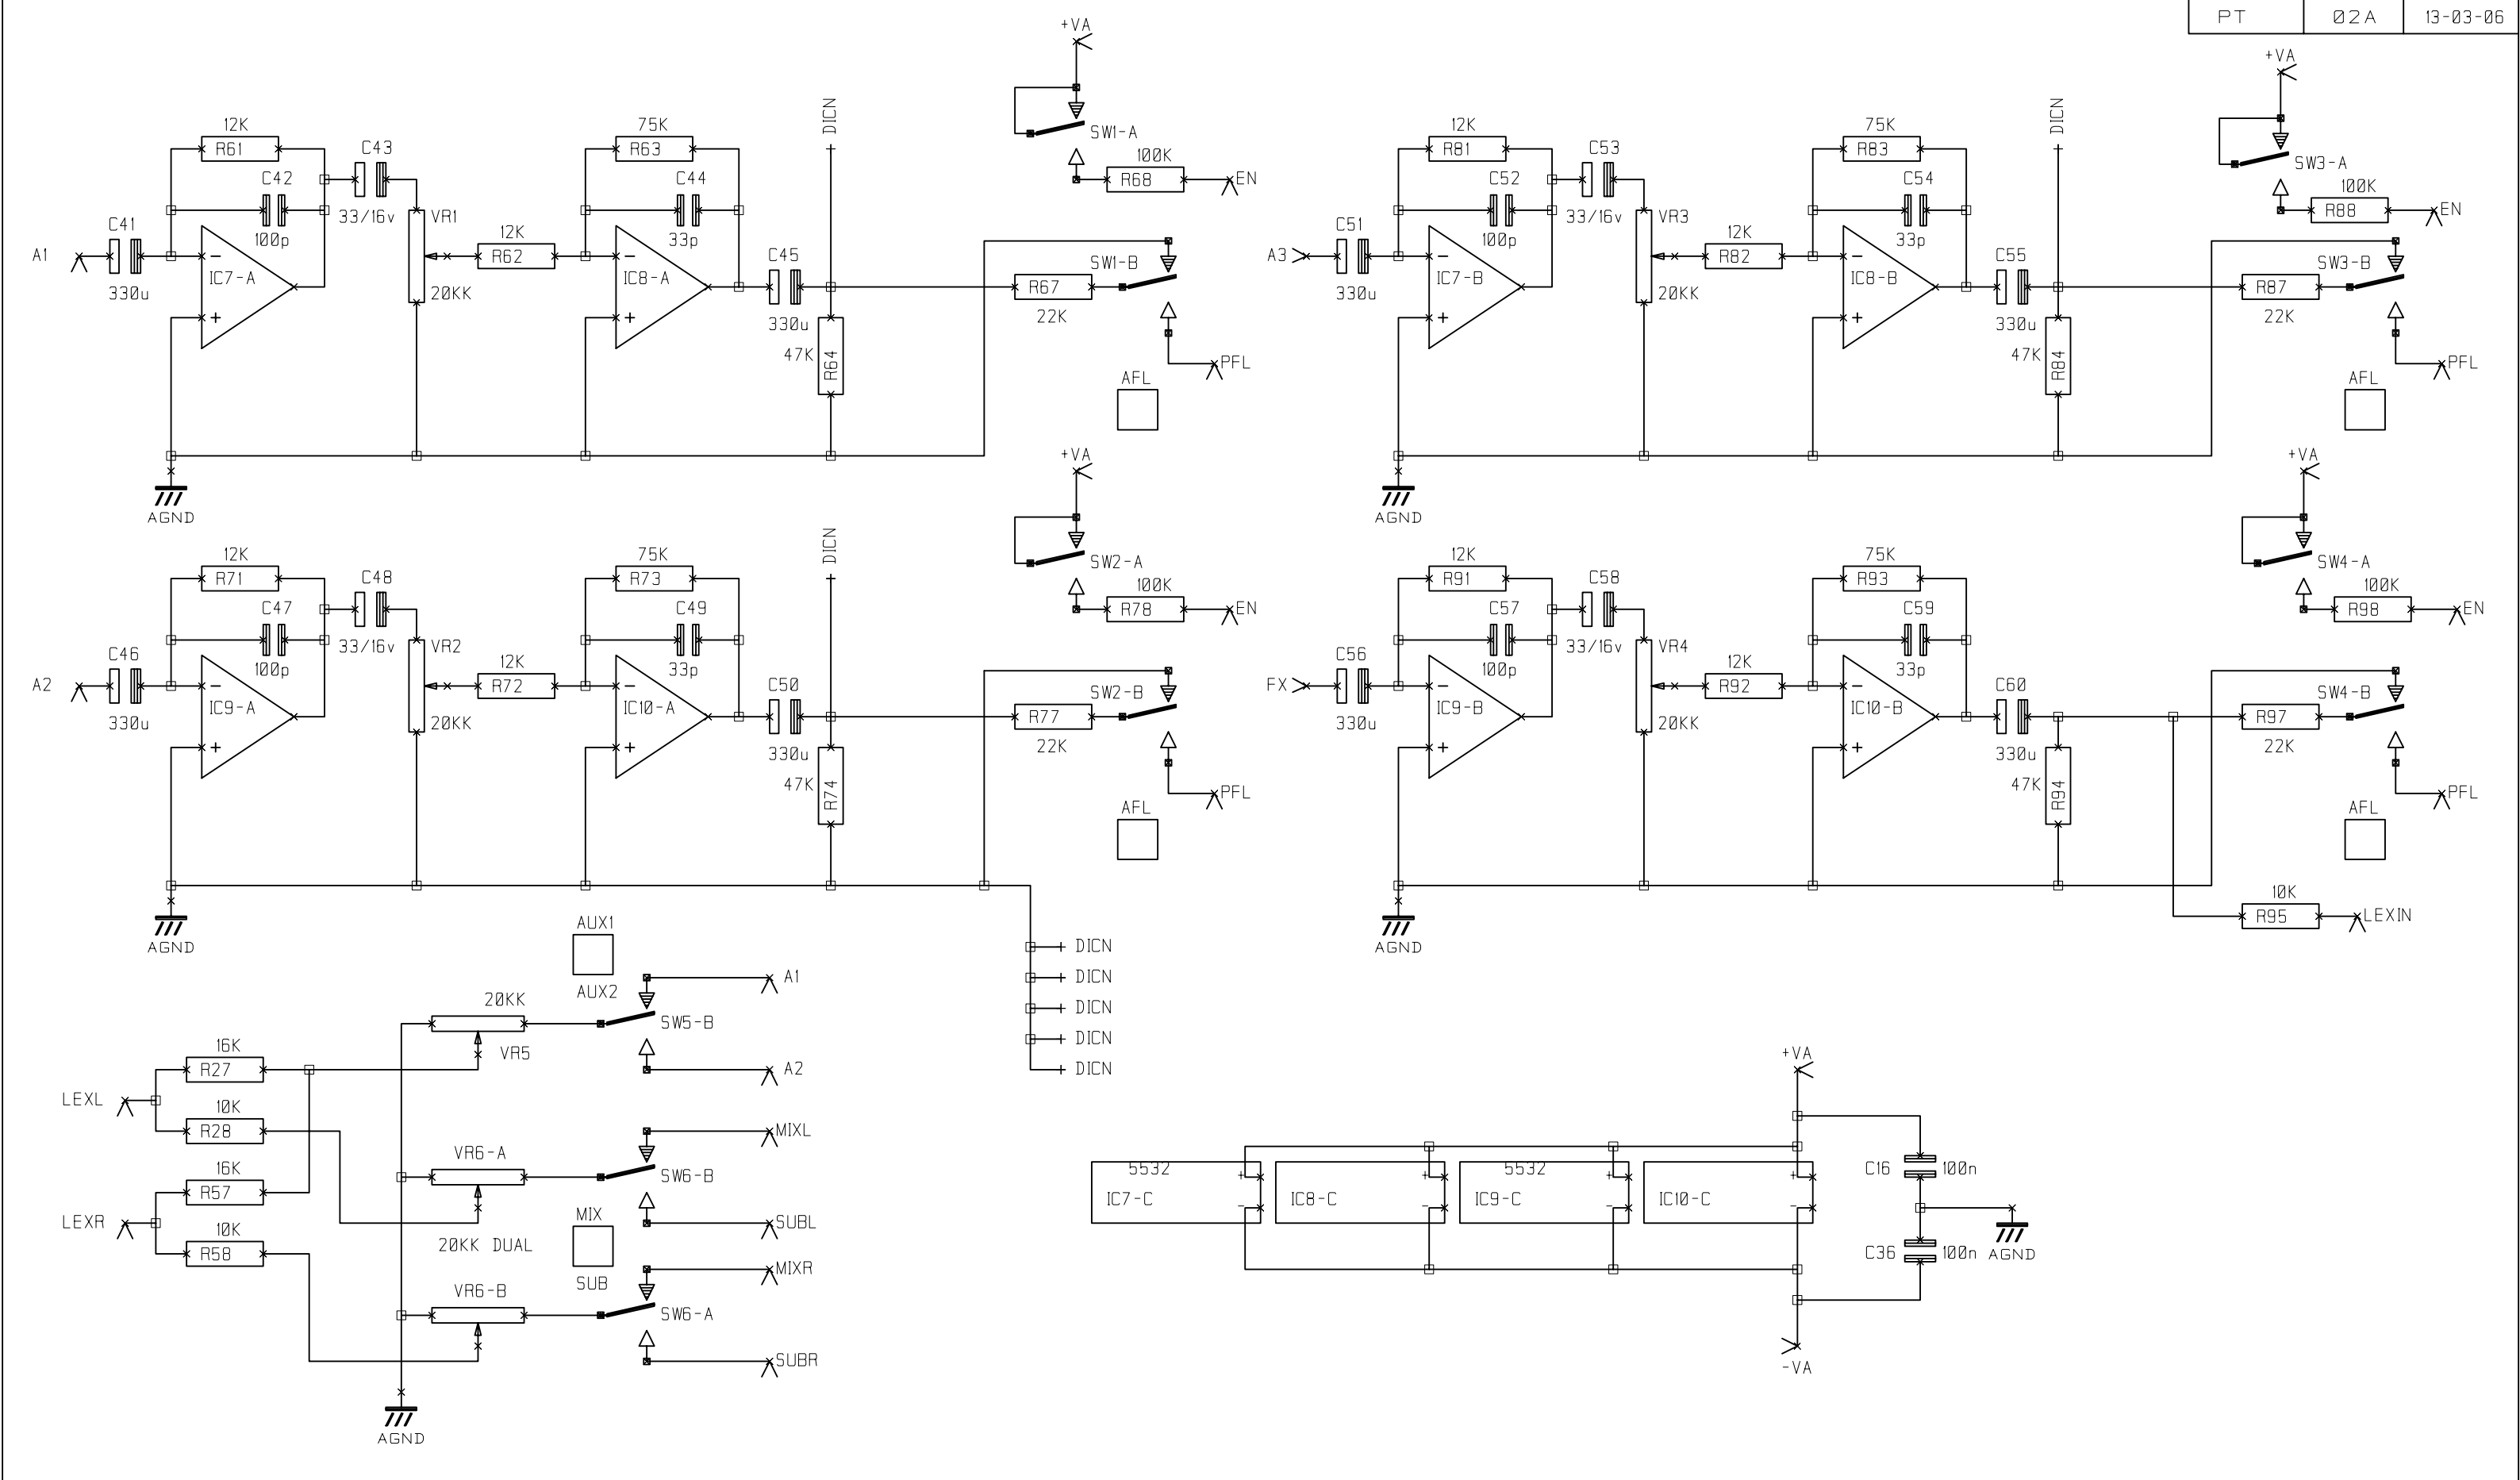 PT 02A 13-03-06
+VA
12K
R61
C42
100p
C43
33/16v
C41
330u
A1
IC7-A
VR1
20KK
12K
R62
75K
R63
C44
33p
IC8-A
C45
330u
DICN
47K
R64
SW1-A
100K
R68
EN
SW1-B
R67
22K
PFL
AFL
AGND
+VA
12K
R81
C52
100p
C53
33/16v
C51
330u
A3
IC7-B
VR3
20KK
12K
R82
75K
R83
C54
33p
IC8-B
C55
330u
DICN
47K
R84
SW3-A
100K
R88
EN
SW3-B
R87
22K
PFL
AFL
AGND
+VA
12K
R71
C47
100p
C48
33/16v
C46
330u
A2
IC9-A
VR2
20KK
12K
R72
75K
R73
C49
33p
IC10-A
C50
330u
DICN
47K
R74
SW2-A
100K
R78
EN
SW2-B
R77
22K
PFL
AFL
AGND
DICN
DICN
DICN
DICN
DICN
+VA
12K
R91
C57
100p
C58
33/16v
C56
330u
FX
IC9-B
VR4
20KK
12K
R92
75K
R93
C59
33p
IC10-B
C60
330u
47K
R94
SW4-A
100K
R98
EN
SW4-B
R97
22K
PFL
AFL
10K
R95
LEXIN
AGND
AUX1
AUX2
A1
20KK
SW5-B
VR5
A2
16K
R27
LEXL
10K
R28
16K
R57
LEXR
10K
R58
VR6-A
20KK DUAL
VR6-B
MIXL
SW6-B
SUBL
MIX
SUB
MIXR
SW6-A
SUBR
AGND
+VA
5532
IC7-C
IC8-C
5532
IC9-C
IC10-C
C16 100n
C36 100n
AGND
-VA